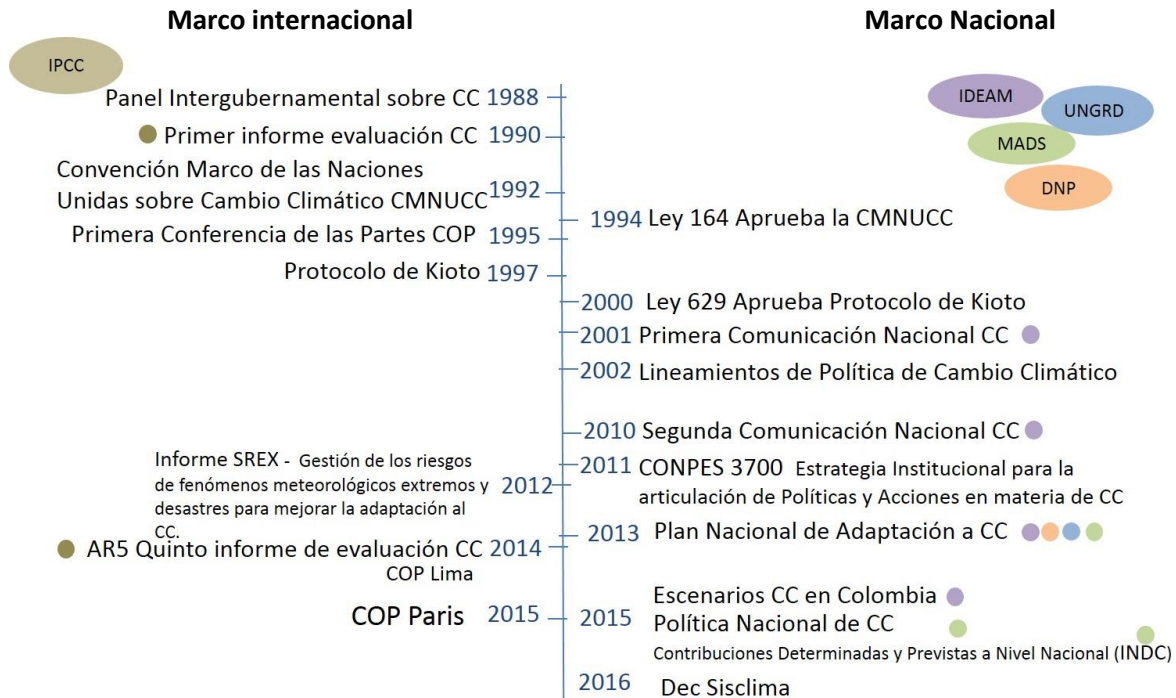 Marco internacional
Marco Nacional
IPCC
IDEAM
UNGRD
MADS
DNP
Panel Intergubernamental sobre CC 1988
Primer informe evaluación CC 1990
Convención Marco de las Naciones
Unidas sobre Cambio Climático CMNUCC 1992
1994 Ley 164 Aprueba la CMNUCC
Primera Conferencia de las Partes COP 1995
Protocolo de Kioto 1997
2000 Ley 629 Aprueba Protocolo de Kioto
2001 Primera Comunicación Nacional CC
2002 Lineamientos de Política de Cambio Climático
2010 Segunda Comunicación Nacional CC
2011 CONPES 3700 Estrategia Institucional para la
articulación de Políticas y Acciones en materia de CC
Informe SREX - Gestión de los riesgos
de fenómenos meteorológicos extremos y
desastres para mejorar la adaptación al
CC.
2012
2013 Plan Nacional de Adaptación a CC
AR5 Quinto informe de evaluación CC 2014
COP Lima
COP Paris 2015
2015
Escenarios CC en Colombia
Política Nacional de CC
Contribuciones Determinadas y Previstas a Nivel Nacional (INDC)
2016 Dec Sisclima